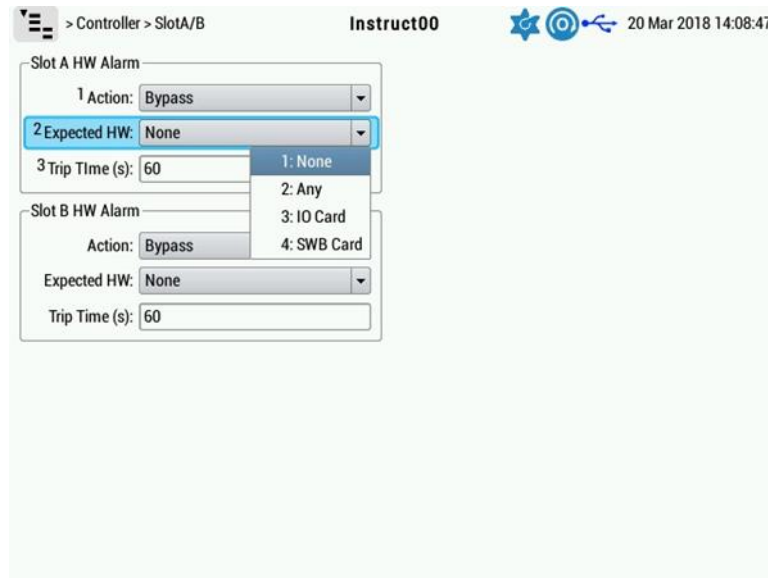 > Controller > SlotA/B Instruct00 20 Mar 2018 14:08:47
Slot A HW Alarm
1 Action: Bypass
2 Expected HW: None
3 Trip TIme (s): 60
1: None
2: Any
3: IO Card
4: SWB Card
Slot B HW Alarm
Action: Bypass
Expected HW: None
Trip Time (s): 60